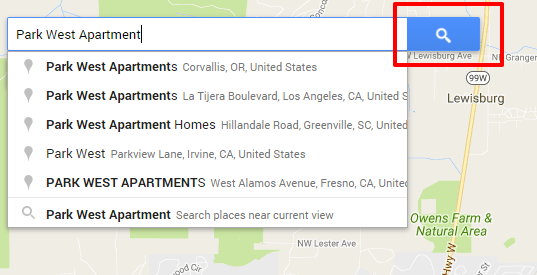 Park West Apartment
W Lewisburg Ave
NW Granger
Park West Apartments Corvallis, OR, United States
99W
Park West Apartments La Tijera Boulevard, Los Angeles, CA, United
Lewisburg
Park West Apartment Homes Hillandale Road, Greenville, SC, United
Park West Parkview Lane, Irvine, CA, United States
PARK WEST APARTMENTS West Alamos Avenue, Fresno, CA, United
Park West Apartment Search places near current view
Owens Farm &
Natural Area
NW Lester Ave
Hwy W
wood Cir